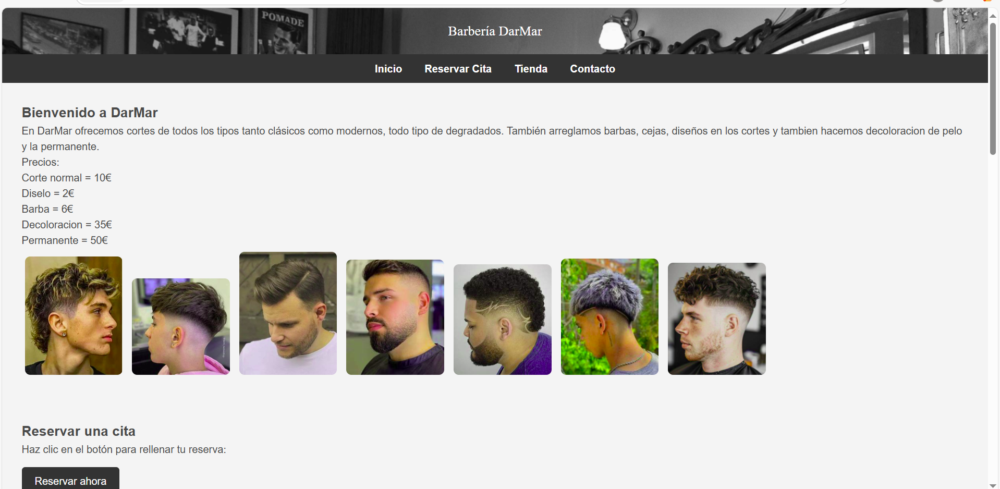 POMADE
Barbería DarMar
Inicio Reservar Cita Tienda Contacto
Bienvenido a DarMar
En DarMar ofrecemos cortes de todos los tipos tanto clásicos como modernos, todo tipo de degradados. También arreglamos barbas, cejas, diseños en los cortes y tambien hacemos decoloracion de pelo
y la permanente.
Precios:
Corte normal = 10€
Diselo = 2€
Barba = 6€
Decoloracion = 35€
Permanente = 50€
Reservar una cita
Haz clic en el botón para rellenar tu reserva:
Reservar ahora